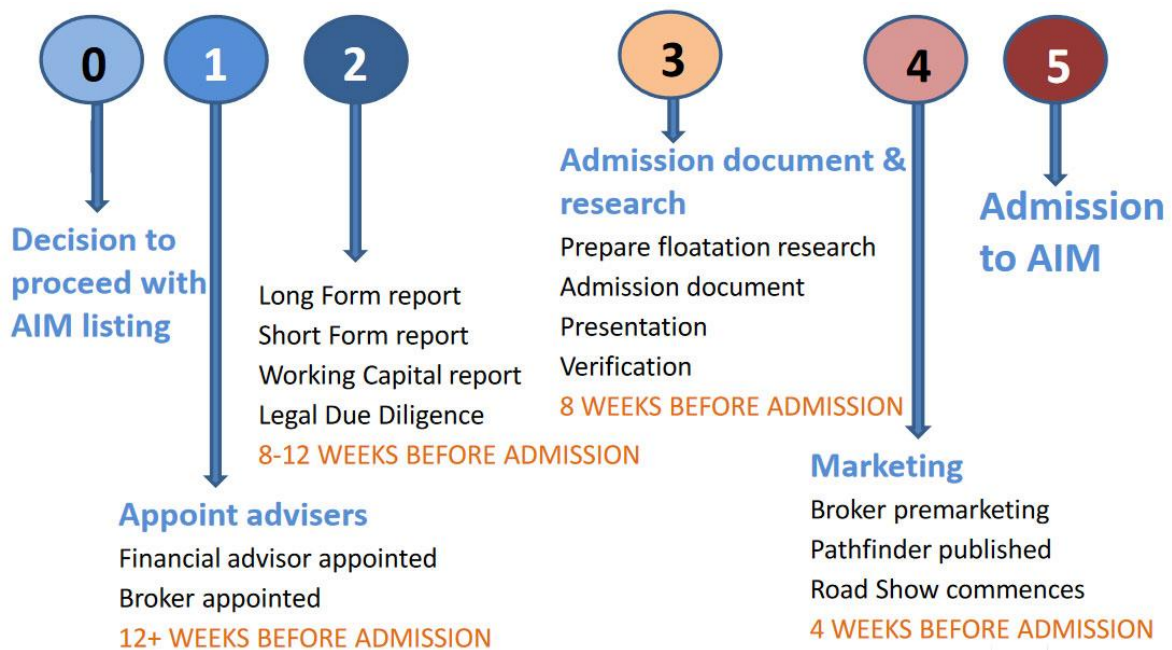 0
Decision to
proceed with
AIM listing
1
Appoint advisers
Financial advisor appointed
Broker appointed
12+ WEEKS BEFORE ADMISSION
2
Long Form report
Short Form report
Working Capital report
Legal Due Diligence
8-12 WEEKS BEFORE ADMISSION
3
Admission document &
research
Prepare floatation research
Admission document
Presentation
Verification
8 WEEKS BEFORE ADMISSION
4
Marketing
Broker premarketing
Pathfinder published
Road Show commences
4 WEEKS BEFORE ADMISSION
5
Admission
to AIM